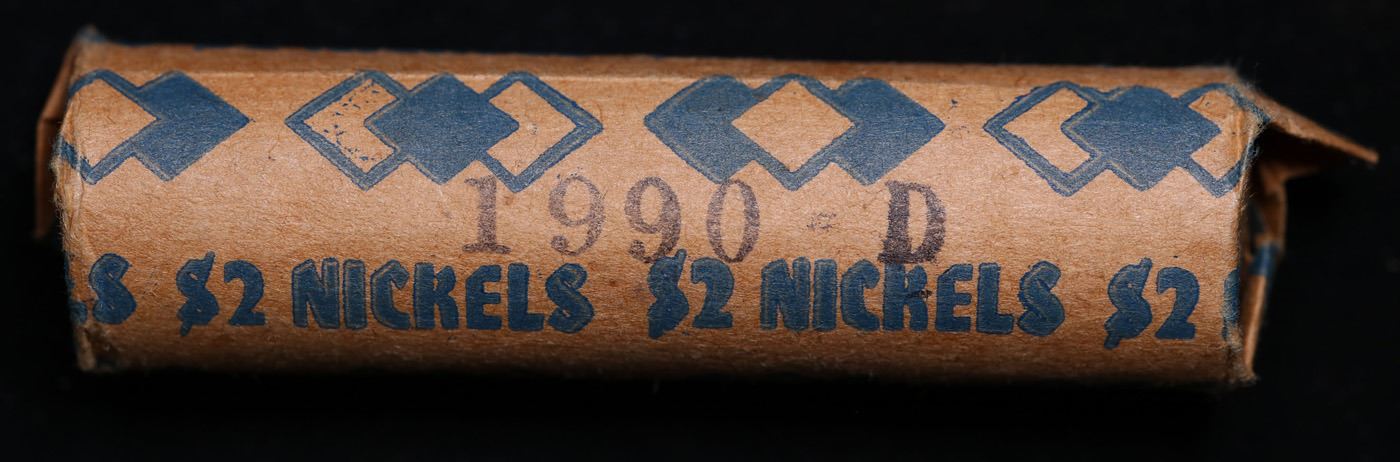 1990 - D
S $2 NICKELS $2 NICKELS $2